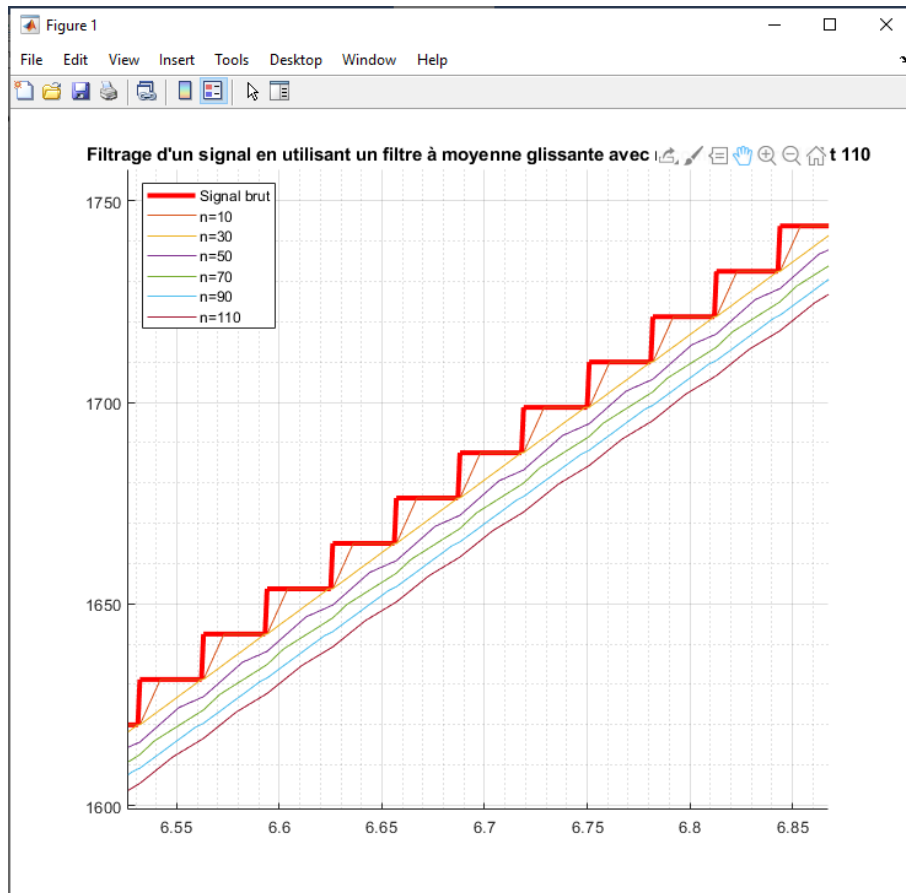 Figure 1
File Edit View Insert Tools Desktop Window Help
Filtrage d'un signal en utilisant un filtre à moyenne glissante avec t 110
Signal brut
n=10
n=30
n=50
n=70
n=90
n=110
1750
1700
1650
1600
6.55 6.6 6.65 6.7 6.75 6.8 6.85